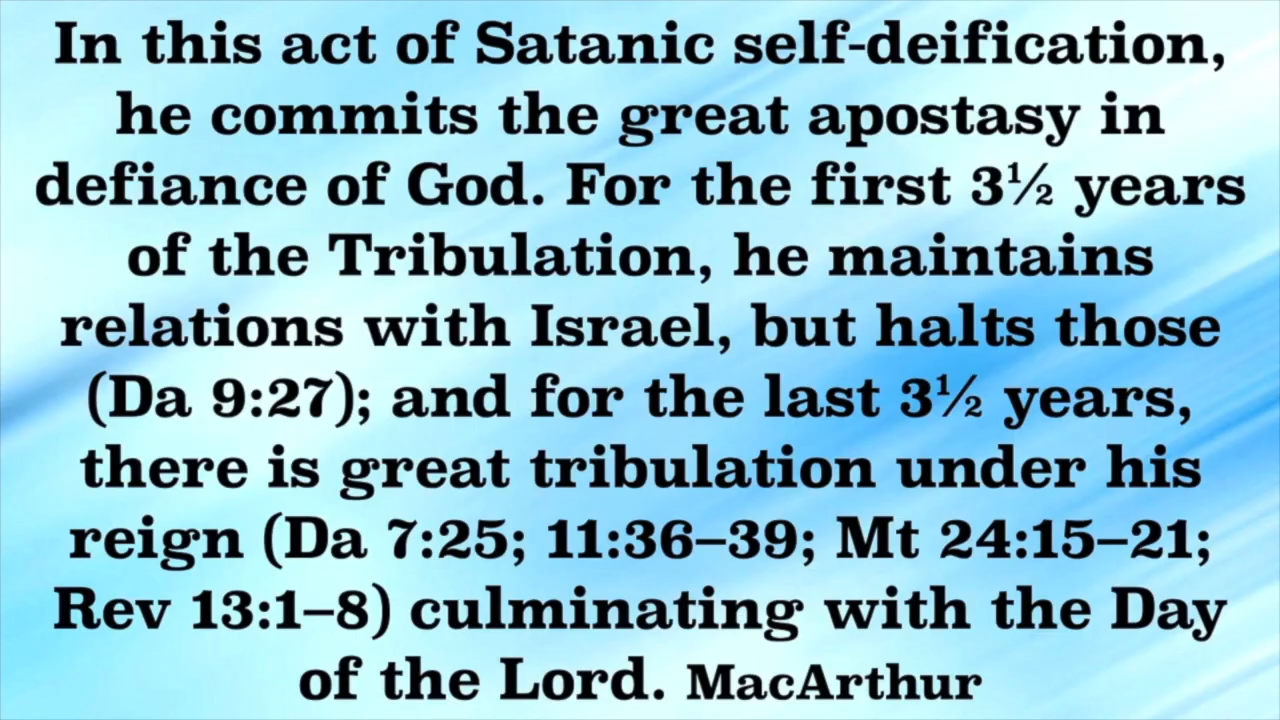 In this act of Satanic self-deification,
he commits the great apostasy in
defiance of God. For the first 3½ years
of the Tribulation, he maintains
relations with Israel, but halts those
(Da 9:27); and for the last 3½ years,
there is great tribulation under his
reign (Da 7:25; 11:36–39; Mt 24:15–21;
Rev 13:1–8) culminating with the Day
of the Lord. MacArthur